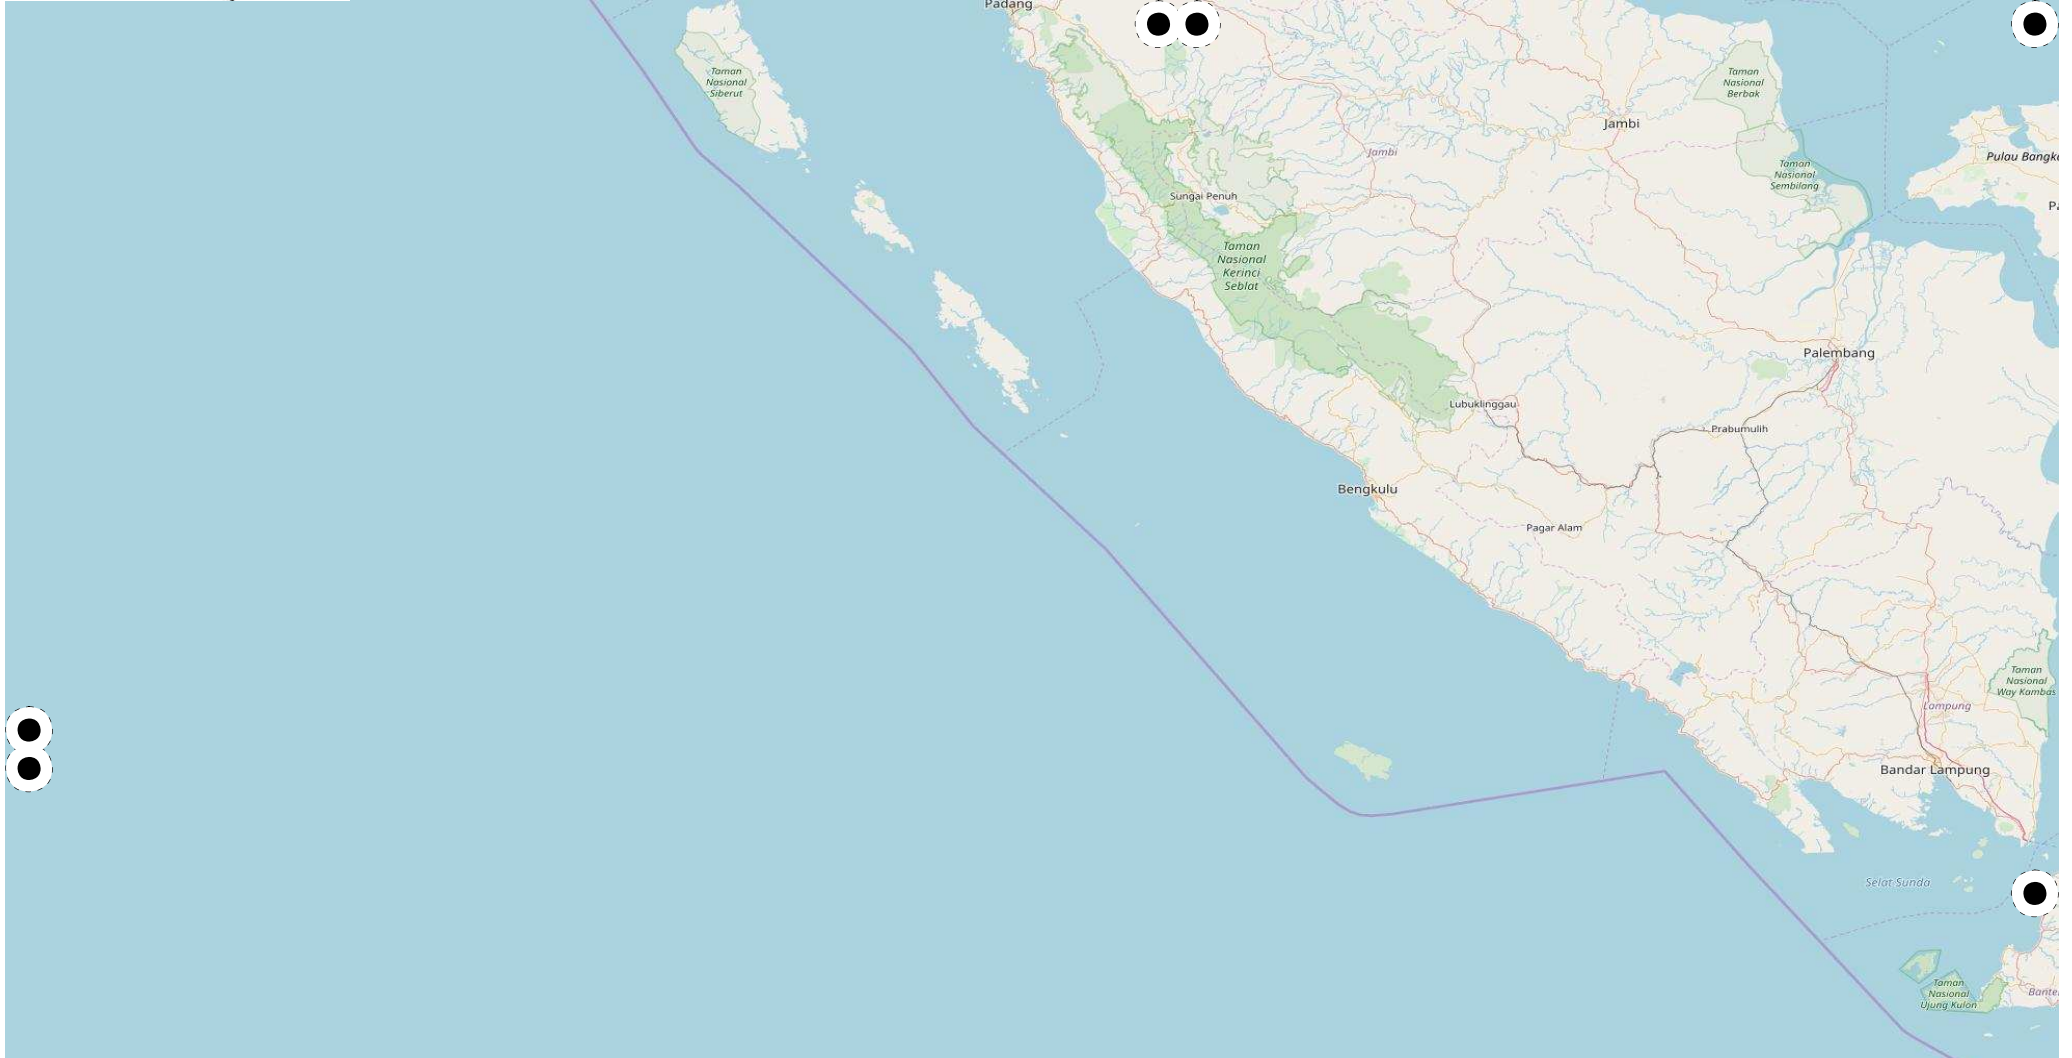 Padang
Taman
Nasional
Siberut
Taman
Nasional
Berbak
Jambi
Jambi
Pulau Bangk
Taman
Nasional
Sembilang
Sungai Penuh
Taman
Nasional
Kerinci
Seblat
Palembang
Lubuklinggau
Prabumulih
Bengkulu
Pagar Alam
Taman
Nasional
Way Kambas
Lampung
Bandar Lampung
Selat Sunda
Taman
Nasional
Ujung Kulon
Bante